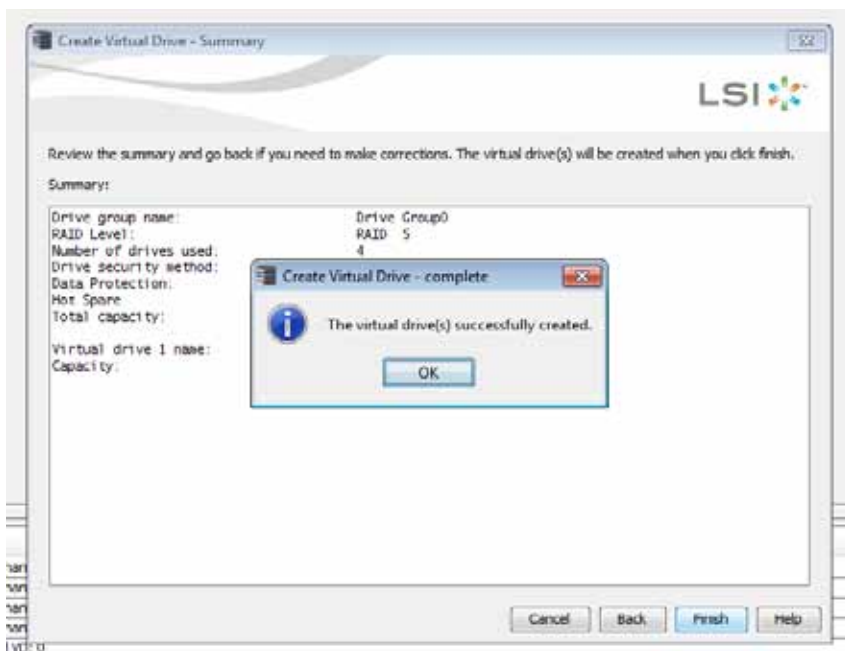 Create Virtual Drive - Summary
LSI
Review the summary and go back if you need to make corrections. The virtual drive(s) will be created when you click finish.
Summary:
Drive group name: Drive Group0
RAID Level: RAID 5
Number of drives used: 4
Drive security method:
Data Protection:
Hot Spare
Total capacity:
Virtual drive 1 name:
Capacity:
Create Virtual Drive - complete
The virtual drive(s) successfully created.
OK
Cancel
Back
Finish
Help